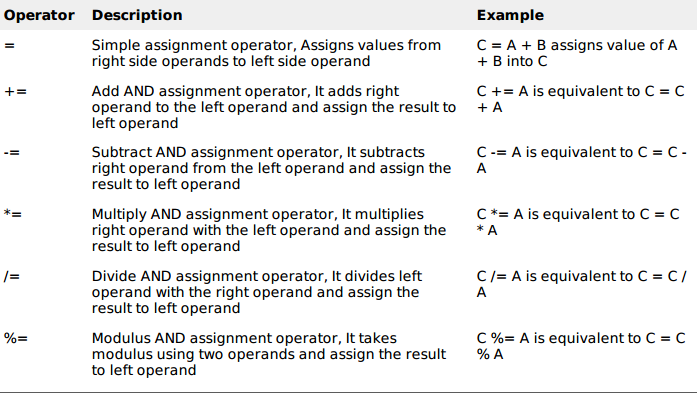 Operator Description Example
= Simple assignment operator, Assigns values from C = A + B assigns value of A
right side operands to left side operand + B into C
+= Add AND assignment operator, It adds right C += A is equivalent to C = C
operand to the left operand and assign the result to + A
left operand
-= Subtract AND assignment operator, It subtracts C -= A is equivalent to C = C -
right operand from the left operand and assign the A
result to left operand
*= Multiply AND assignment operator, It multiplies C *= A is equivalent to C = C
right operand with the left operand and assign the * A
result to left operand
/= Divide AND assignment operator, It divides left C /= A is equivalent to C = C /
operand with the right operand and assign the A
result to left operand
%= Modulus AND assignment operator, It takes C %= A is equivalent to C = C
modulus using two operands and assign the result % A
to left operand